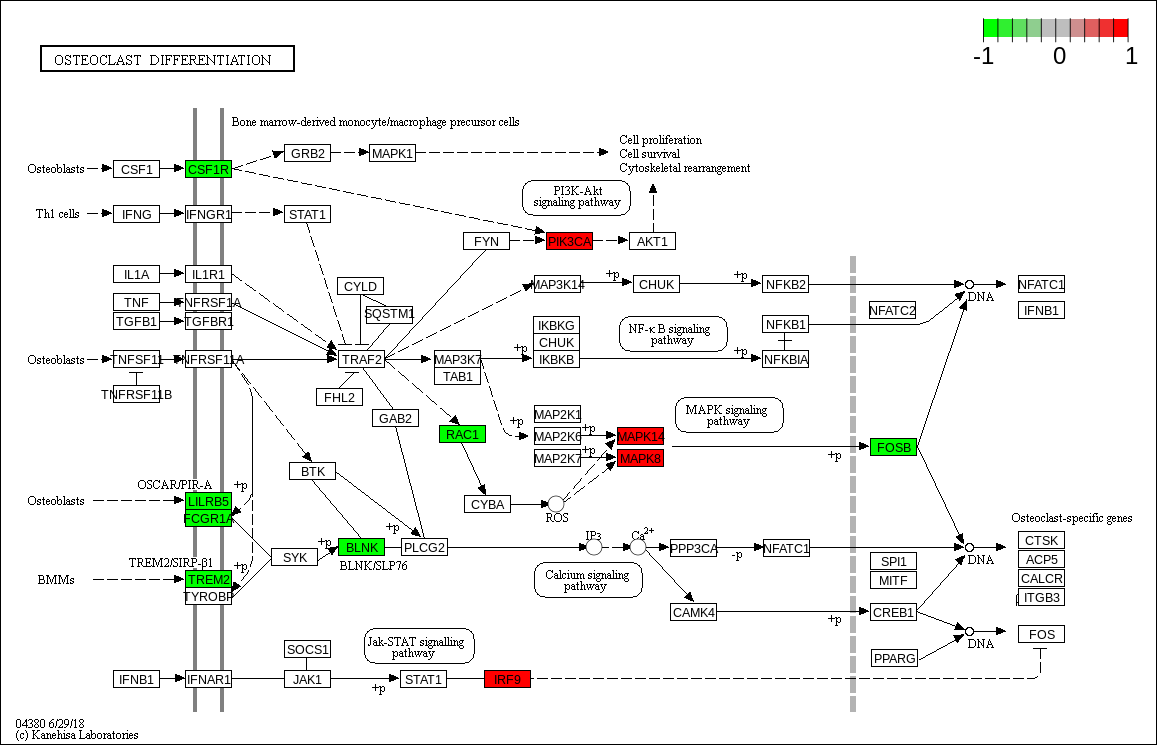 -1 0 1
OSTEOCLAST DIFFERENTIATION
Bone marrow-derived monocyte/macrophage precursor cells
Cell proliferation
Cell survival
Cytoskeletal rearrangement
GRB2 MAPK1
Osteoblasts CSF1 CSF1R
PI3K-Akt
signaling pathway
Th1 cells IFNG IFNGR1 STAT1
FYN PIK3CA AKT1
IL1A IL1R1
CYLD MAP3K14 +p CHUK +p NFKB2 NFATC1
DNA
TNF TNFRSF1A
SQSTM1 NFATC2 IFNB1
TGFB1 TGFBR1
IKBKG NF-κ B signaling NFKB1
pathway
CHUK
Osteoblasts TNFSF11 TNFRSF11A TRAF2 MAP3K7 +p IKBKB +p NFKBIA
TAB1
TNFRSF11B FHL2
GAB2 MAP2K1 MAPK signaling
pathway
RAC1 +p MAP2K6 +p MAPK14
MAP2K7 +p MAPK8 +p FOSB
BTK
OSCAR/PIR-A +p
Osteoblasts LILRB5 CYBA ROS
FCGR1A
Osteoclast-specific genes
+p IP3 Ca2+
SYK +p BLNK PLCG2 PPP3CA -p NFATC1 DNA CTSK
BLNK/SLP76
TREM2/SIRP-β1 +p SPI1 ACP5
BMMs TREM2 Calcium signaling
pathway
MITF CALCR
TYROBP ITGB3
CAMK4 +p CREB1
Jak-STAT signalling
pathway
DNA FOS
SOCS1 PPARG
IFNB1 IFNAR1 JAK1 +p STAT1 IRF9
04380 6/29/18
(c) Kanehisa Laboratories